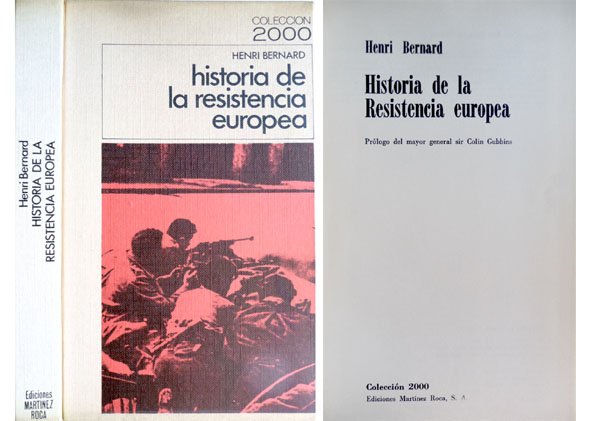 Henri Bernard
HISTORIA DE LA
RESISTENCIA EUROPEA
Ediciones
MARTINEZ
ROCA
COLECCION
2000
HENRI BERNARD
historia de
la resistencia
europea
Henri Bernard
Historia de la
Resistencia europea
Prólogo del mayor general sir Colin Gubbins
Colección 2000
Ediciones Martínez Roca, S. A